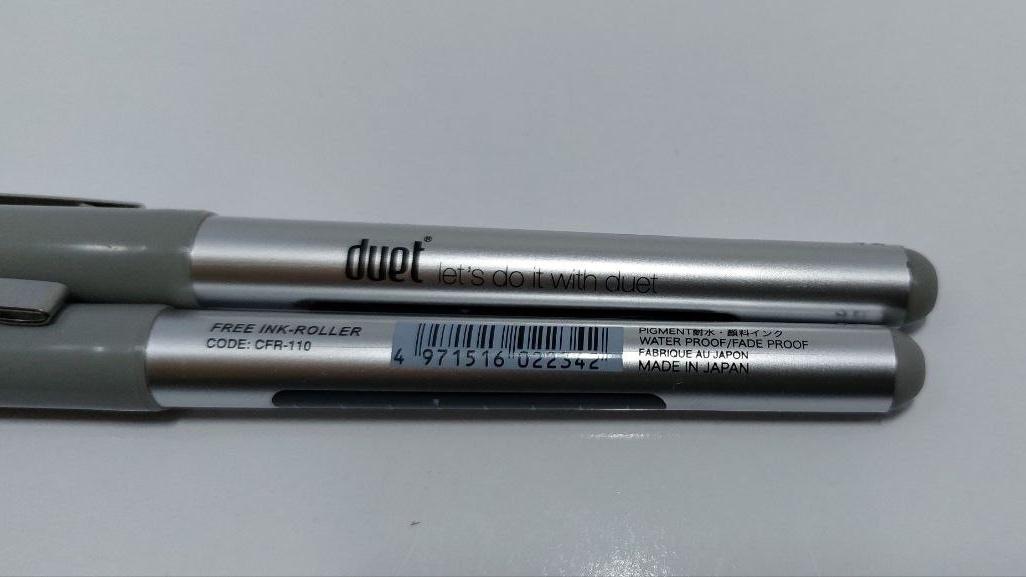 duet®
let's do it with duet
FREE INK-ROLLER
CODE: CFR-110
4 971516 022342
PIGMENT耐水・顔料インク
WATER PROOF/FADE PROOF
FABRIQUE AU JAPON
MADE IN JAPAN